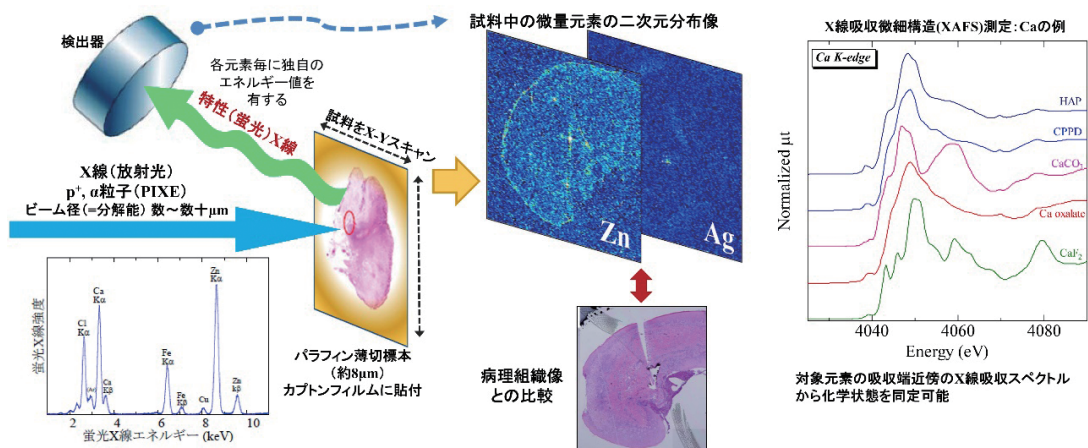 検出器
各元素毎に独自の
エネルギー値を
有する
特性(蛍光)X線
X線(放射光)
p⁺, α粒子(PIXE)
ビーム径(=分解能) 数～数十μm
試料をX-Yスキャン
パラフィン薄切標本
(約8μm)
カプトンフィルムに貼付
蛍光X線強度
Cl
Kα
(Ar)
Ca
Kα
Ca
Kβ
Fe
Kα
Fe
Kβ
Cu
Zn
Kα
Zn
kβ
2 4 6 8 10
蛍光X線エネルギー (keV)
試料中の微量元素の二次元分布像
Zn
Ag
病理組織像
との比較
X線吸収微細構造(XAFS)測定：Caの例
Ca K-edge
Normalized μt
HAP
CPPD
CaCO₃
Ca oxalate
CaF₂
4040 4060 4080
Energy (eV)
対象元素の吸収端近傍のX線吸収スペクトル
から化学状態を同定可能